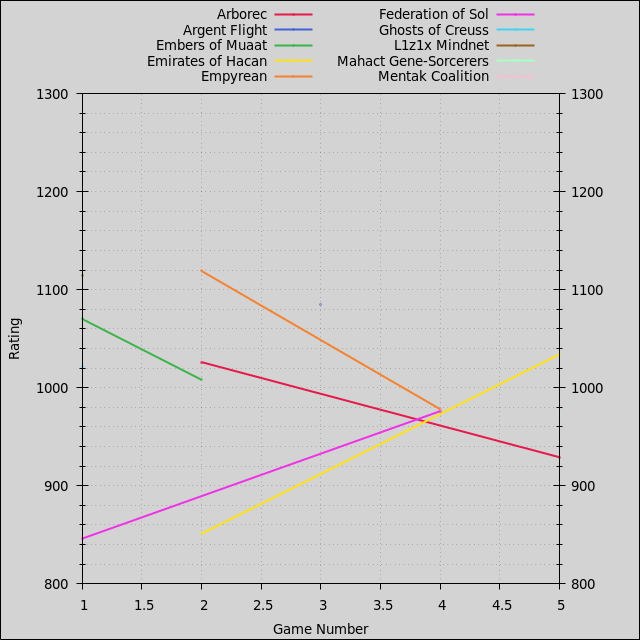 Arborec
Argent Flight
Embers of Muaat
Emirates of Hacan
Empyrean
Federation of Sol
Ghosts of Creuss
L1z1x Mindnet
Mahact Gene-Sorcerers
Mentak Coalition
1300 1300
1200 1200
1100 1100
1000 1000
900 900
800 800
Rating
1 1.5 2 2.5 3 3.5 4 4.5 5
Game Number